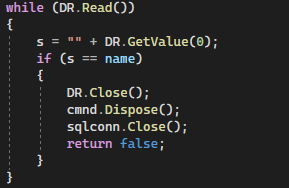 while (DR.Read())
{
s = "" + DR.GetValue(0);
if (s == name)
{
DR.Close();
cmnd.Dispose();
sqlconn.Close();
return false;
}
}